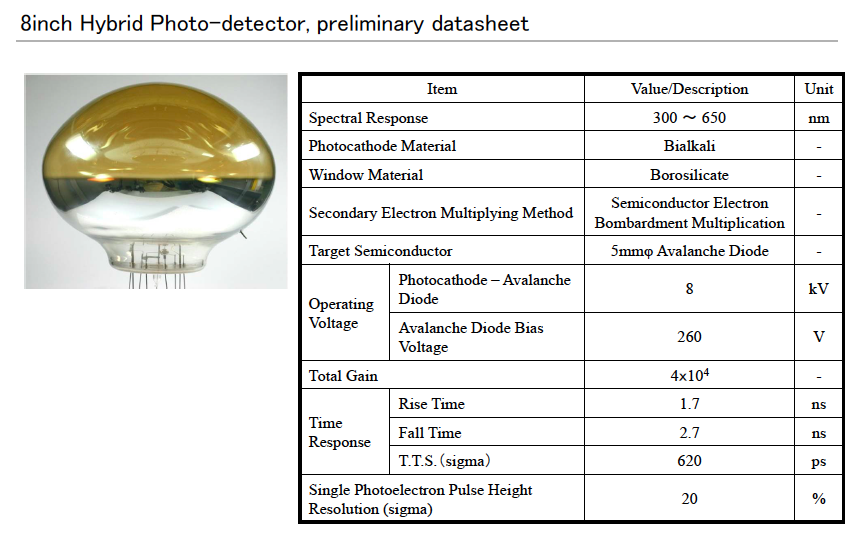 8inch Hybrid Photo-detector, preliminary datasheet
Item Value/Description Unit
Spectral Response 300 ～ 650 nm
Photocathode Material Bialkali -
Window Material Borosilicate -
Secondary Electron Multiplying Method Semiconductor Electron
Bombardment Multiplication -
Target Semiconductor 5mmφ Avalanche Diode -
Operating
Voltage
Photocathode – Avalanche
Diode 8 kV
Avalanche Diode Bias
Voltage 260 V
Total Gain 4×10⁴ -
Time
Response
Rise Time 1.7 ns
Fall Time 2.7 ns
T.T.S. (sigma) 620 ps
Single Photoelectron Pulse Height
Resolution (sigma) 20 %